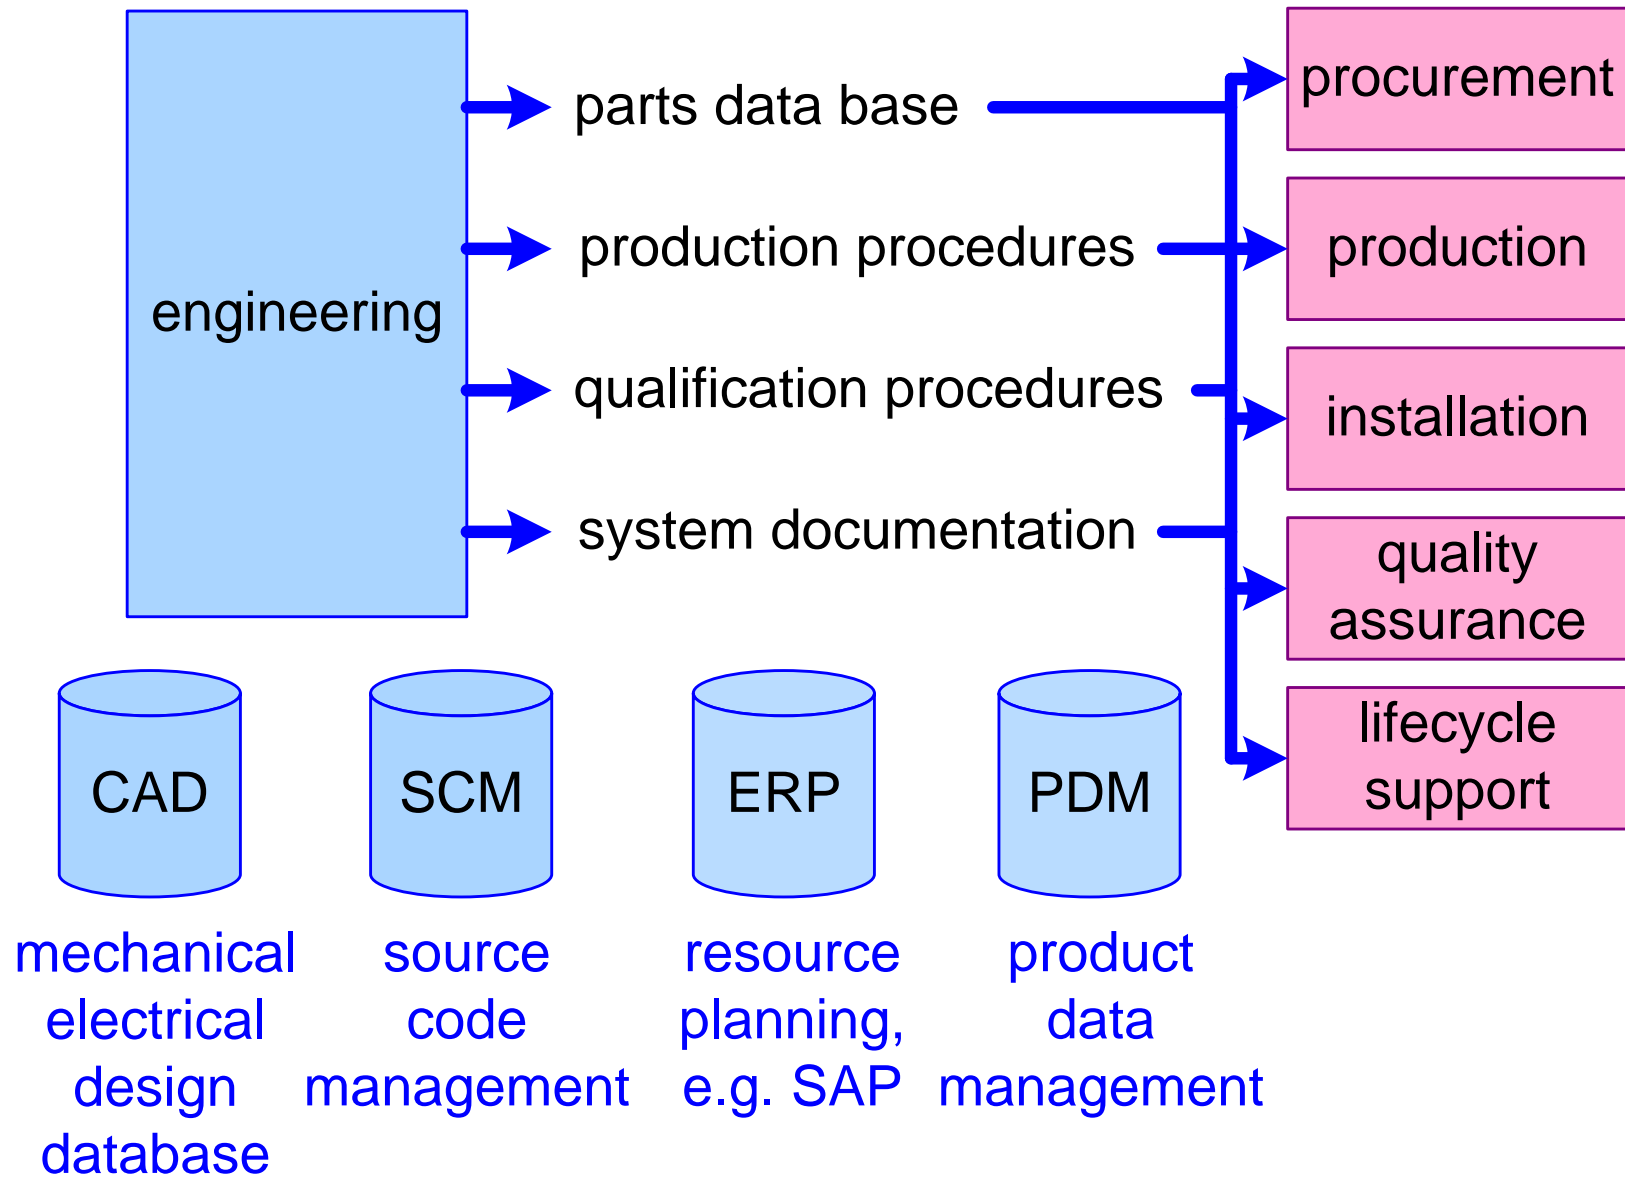 engineering
parts data base
production procedures
qualification procedures
system documentation
procurement
production
installation
quality
assurance
lifecycle
support
CAD
mechanical
electrical
design
database
SCM
source
code
management
ERP
resource
planning,
e.g. SAP
PDM
product
data
management